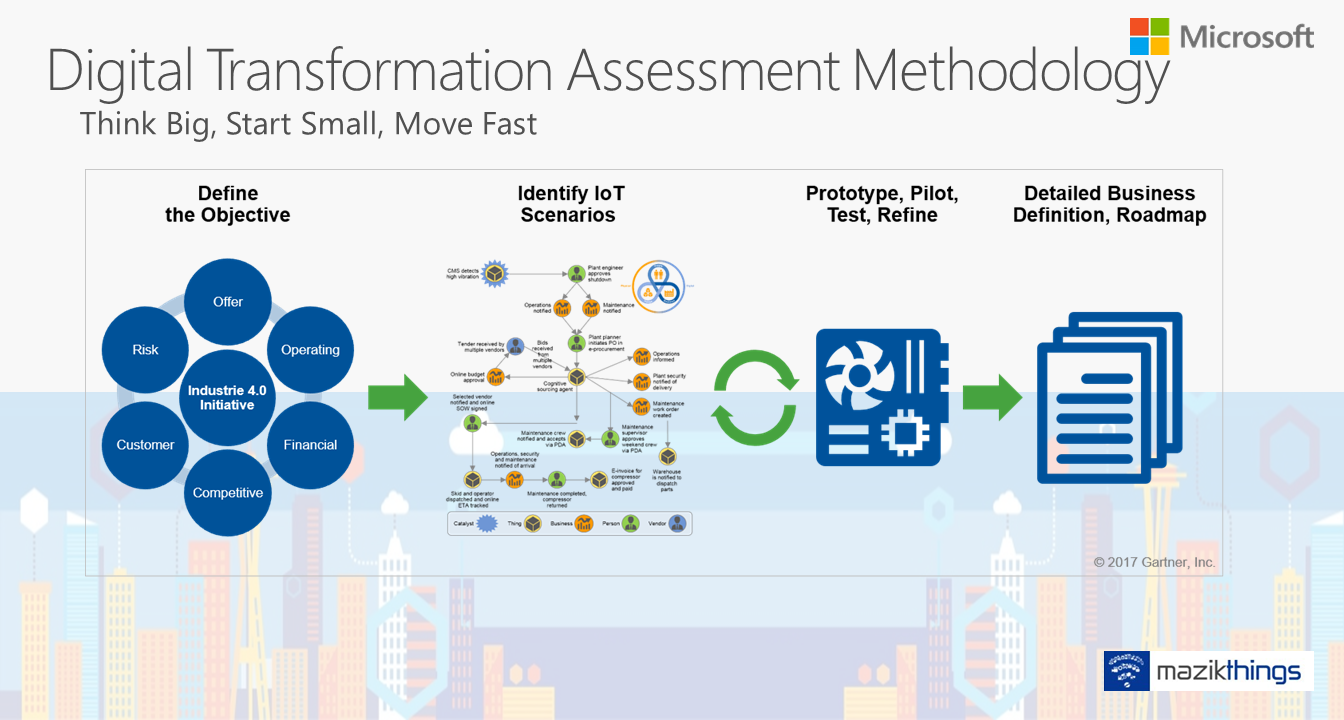 Microsoft
Digital Transformation Assessment Methodology
Think Big, Start Small, Move Fast
Define
the Objective
Identify IoT
Scenarios
Prototype, Pilot,
Test, Refine
Detailed Business
Definition, Roadmap
Offer
Risk
Operating
Industrie 4.0
Initiative
Customer
Financial
Competitive
CMS detects
high vibration
Plant engineer
approves
shutdown
Operations
notified
Maintenance
notified
Tender received by
multiple vendors
Bids
received
from
multiple
vendors
Plant planner
initiates PO in
e-procurement
Operations
informed
Online budget
approval
Cognitive
sourcing agent
Plant security
notified of
delivery
Selected vendor
notified and online
SOW signed
Maintenance
work order
created
Maintenance crew
notified and accepts
via PDA
Maintenance
supervisor
approves
weekend crew
via PDA
Operations, security
and maintenance
notified of arrival
E-invoice for
compressor
approved
and paid
Warehouse
is notified to
dispatch
parts
Skid and operator
dispatched and online
ETA tracked
Maintenance completed,
compressor
returned
Catalyst
Thing
Business
Person
Vendor
© 2017 Gartner, Inc.
mazikthings